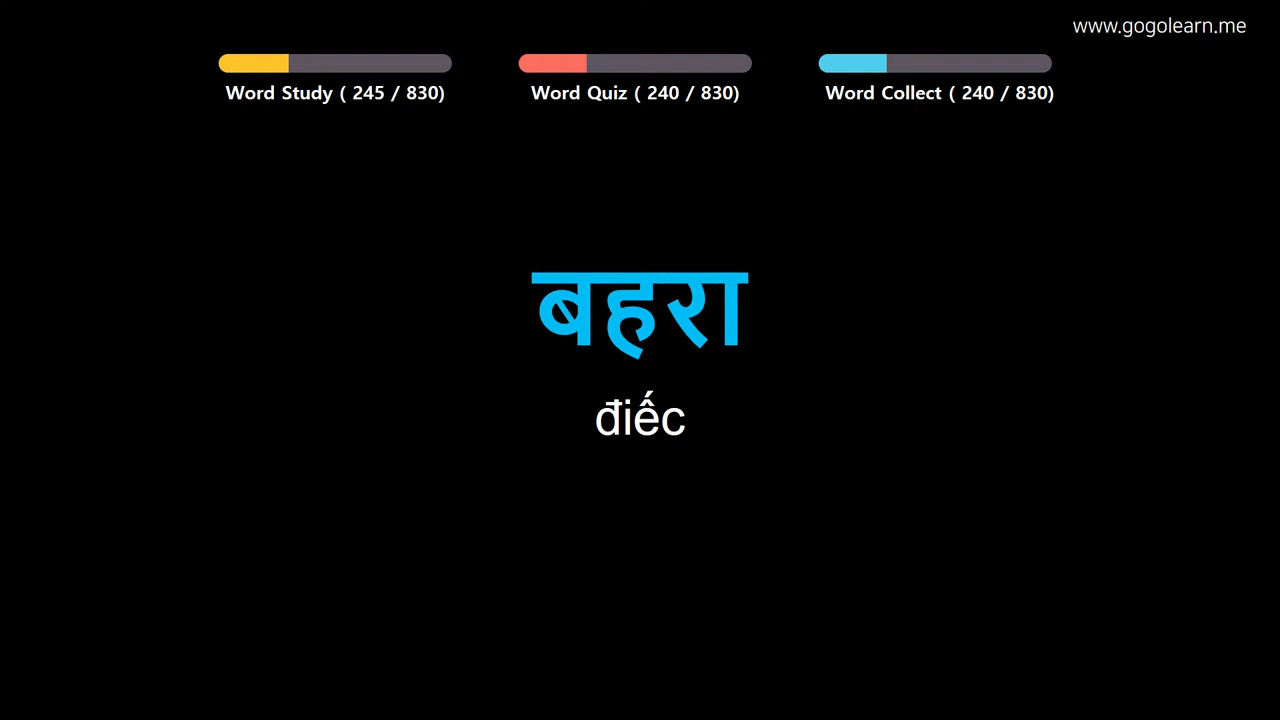 www.gogolearn.me
Word Study ( 245 / 830)
Word Quiz ( 240 / 830)
Word Collect ( 240 / 830)
बहरा
điếc